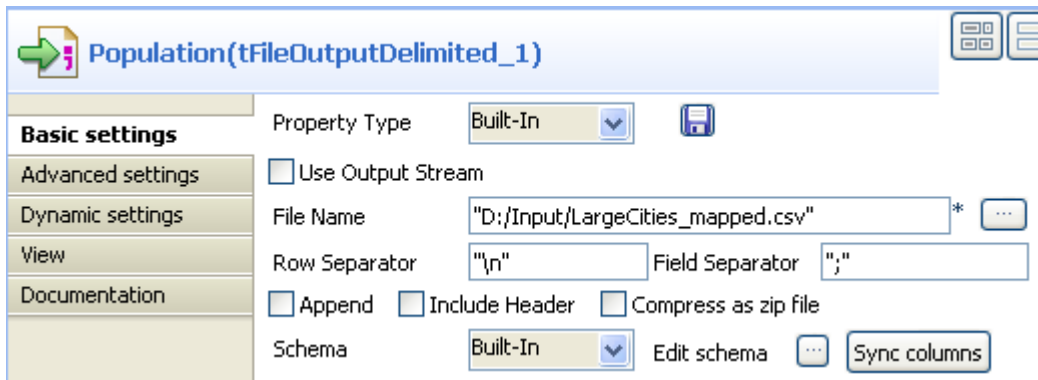 Population(tFileOutputDelimited_1)
Basic settings
Advanced settings
Dynamic settings
View
Documentation
Property Type Built-In
Use Output Stream
File Name "D:/Input/LargeCities_mapped.csv" * ...
Row Separator "\n" Field Separator ";"
Append Include Header Compress as zip file
Schema Built-In Edit schema ... Sync columns